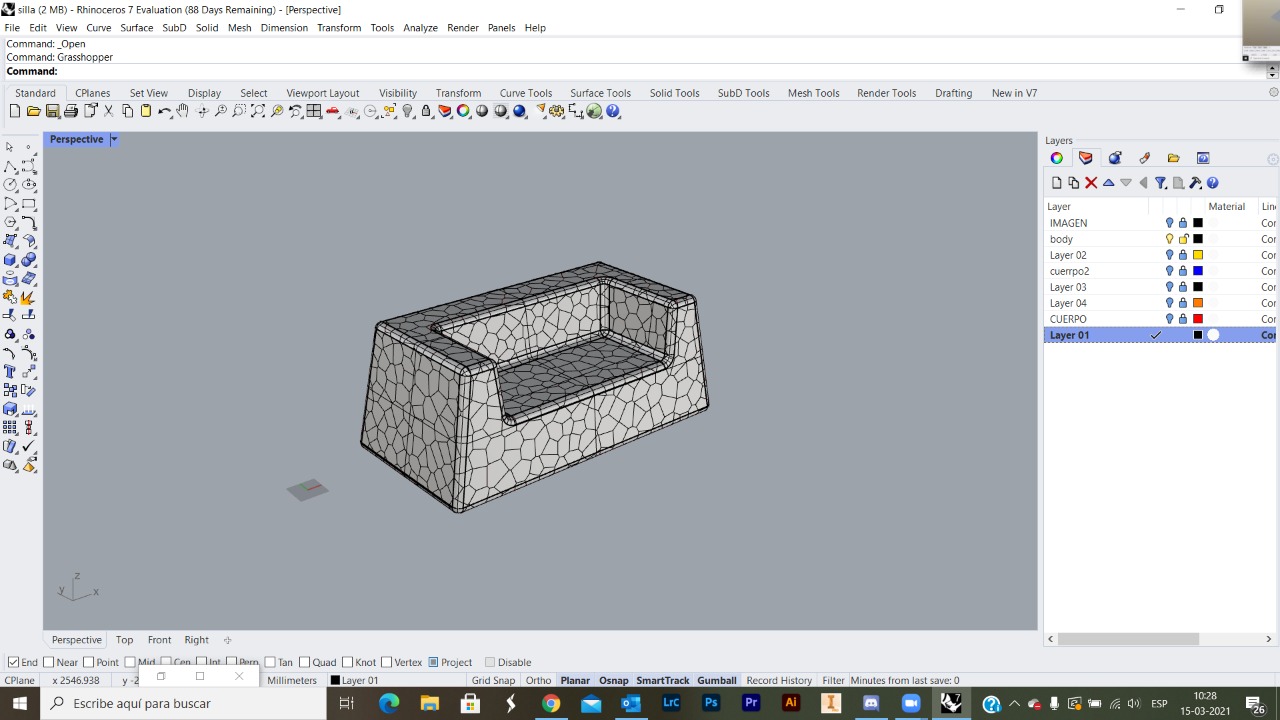 silla (2 MB) - Rhinoceros 7 Evaluation (88 Days Remaining) - [Perspective]
File Edit View Curve Surface SubD Solid Mesh Dimension Transform Tools Analyze Render Panels Help
Command: _Open
Command: Grasshopper
Command:
Standard CPlanes Set View Display Select Viewport Layout Visibility Transform Curve Tools Surface Tools Solid Tools SubD Tools Mesh Tools Render Tools Drafting New in V7
Perspective
Layers
Layer Material Lin
IMAGEN Cor
body Cor
Layer 02 Cor
cuerrpo2 Cor
Layer 03 Cor
Layer 04 Cor
CUERPO Cor
Layer 01 Cor
z
y x
Perspective Top Front Right
End Near Point Mid Cen Int Perp Tan Quad Knot Vertex Project Disable
CPlane x 2546.938 y -2 Millimeters Layer 01 Grid Snap Ortho Planar Osnap SmartTrack Gumball Record History Filter Minutes from last save: 0
Escribe aquí para buscar Lrc Ps Pr Ai I ESP 10:28
15-03-2021 26